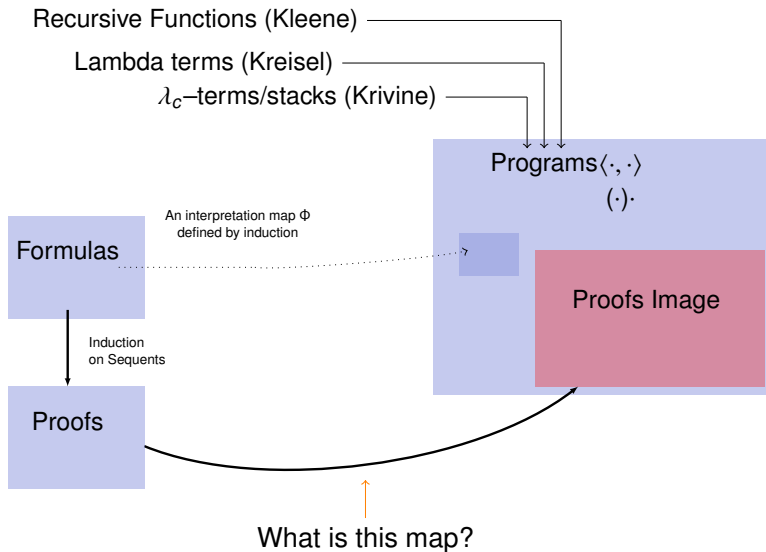 Recursive Functions (Kleene)
Lambda terms (Kreisel)
λc–terms/stacks (Krivine)
Programs⟨·, ·⟩
(·)·
An interpretation map Φ
defined by induction
Formulas
Proofs Image
Induction
on Sequents
Proofs
What is this map?